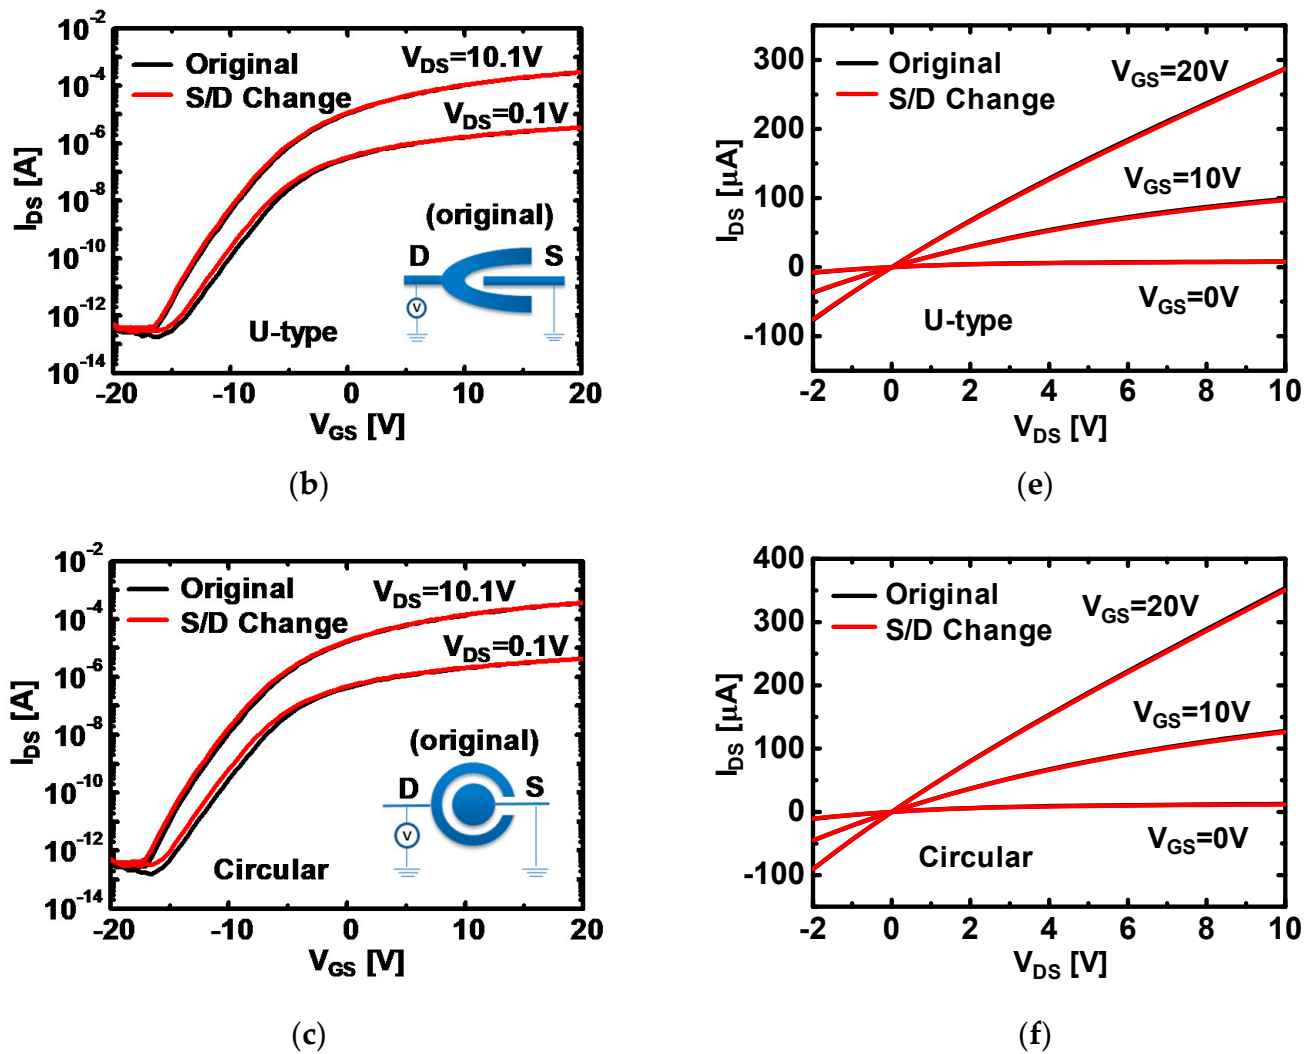 10⁻²
10⁻⁴
10⁻⁶
10⁻⁸
10⁻¹⁰
10⁻¹²
10⁻¹⁴
I_DS [A]
Original
S/D Change
V_DS=10.1V
V_DS=0.1V
(original)
D S
V
U-type
-20 -10 0 10 20
V_GS [V]
(b)
300
200
100
0
-100
I_DS [μA]
Original
S/D Change
V_GS=20V
V_GS=10V
V_GS=0V
U-type
-2 0 2 4 6 8 10
V_DS [V]
(e)
10⁻²
10⁻⁴
10⁻⁶
10⁻⁸
10⁻¹⁰
10⁻¹²
10⁻¹⁴
I_DS [A]
Original
S/D Change
V_DS=10.1V
V_DS=0.1V
(original)
D S
V
Circular
-20 -10 0 10 20
V_GS [V]
(c)
400
300
200
100
0
-100
I_DS [μA]
Original
S/D Change
V_GS=20V
V_GS=10V
V_GS=0V
Circular
-2 0 2 4 6 8 10
V_DS [V]
(f)